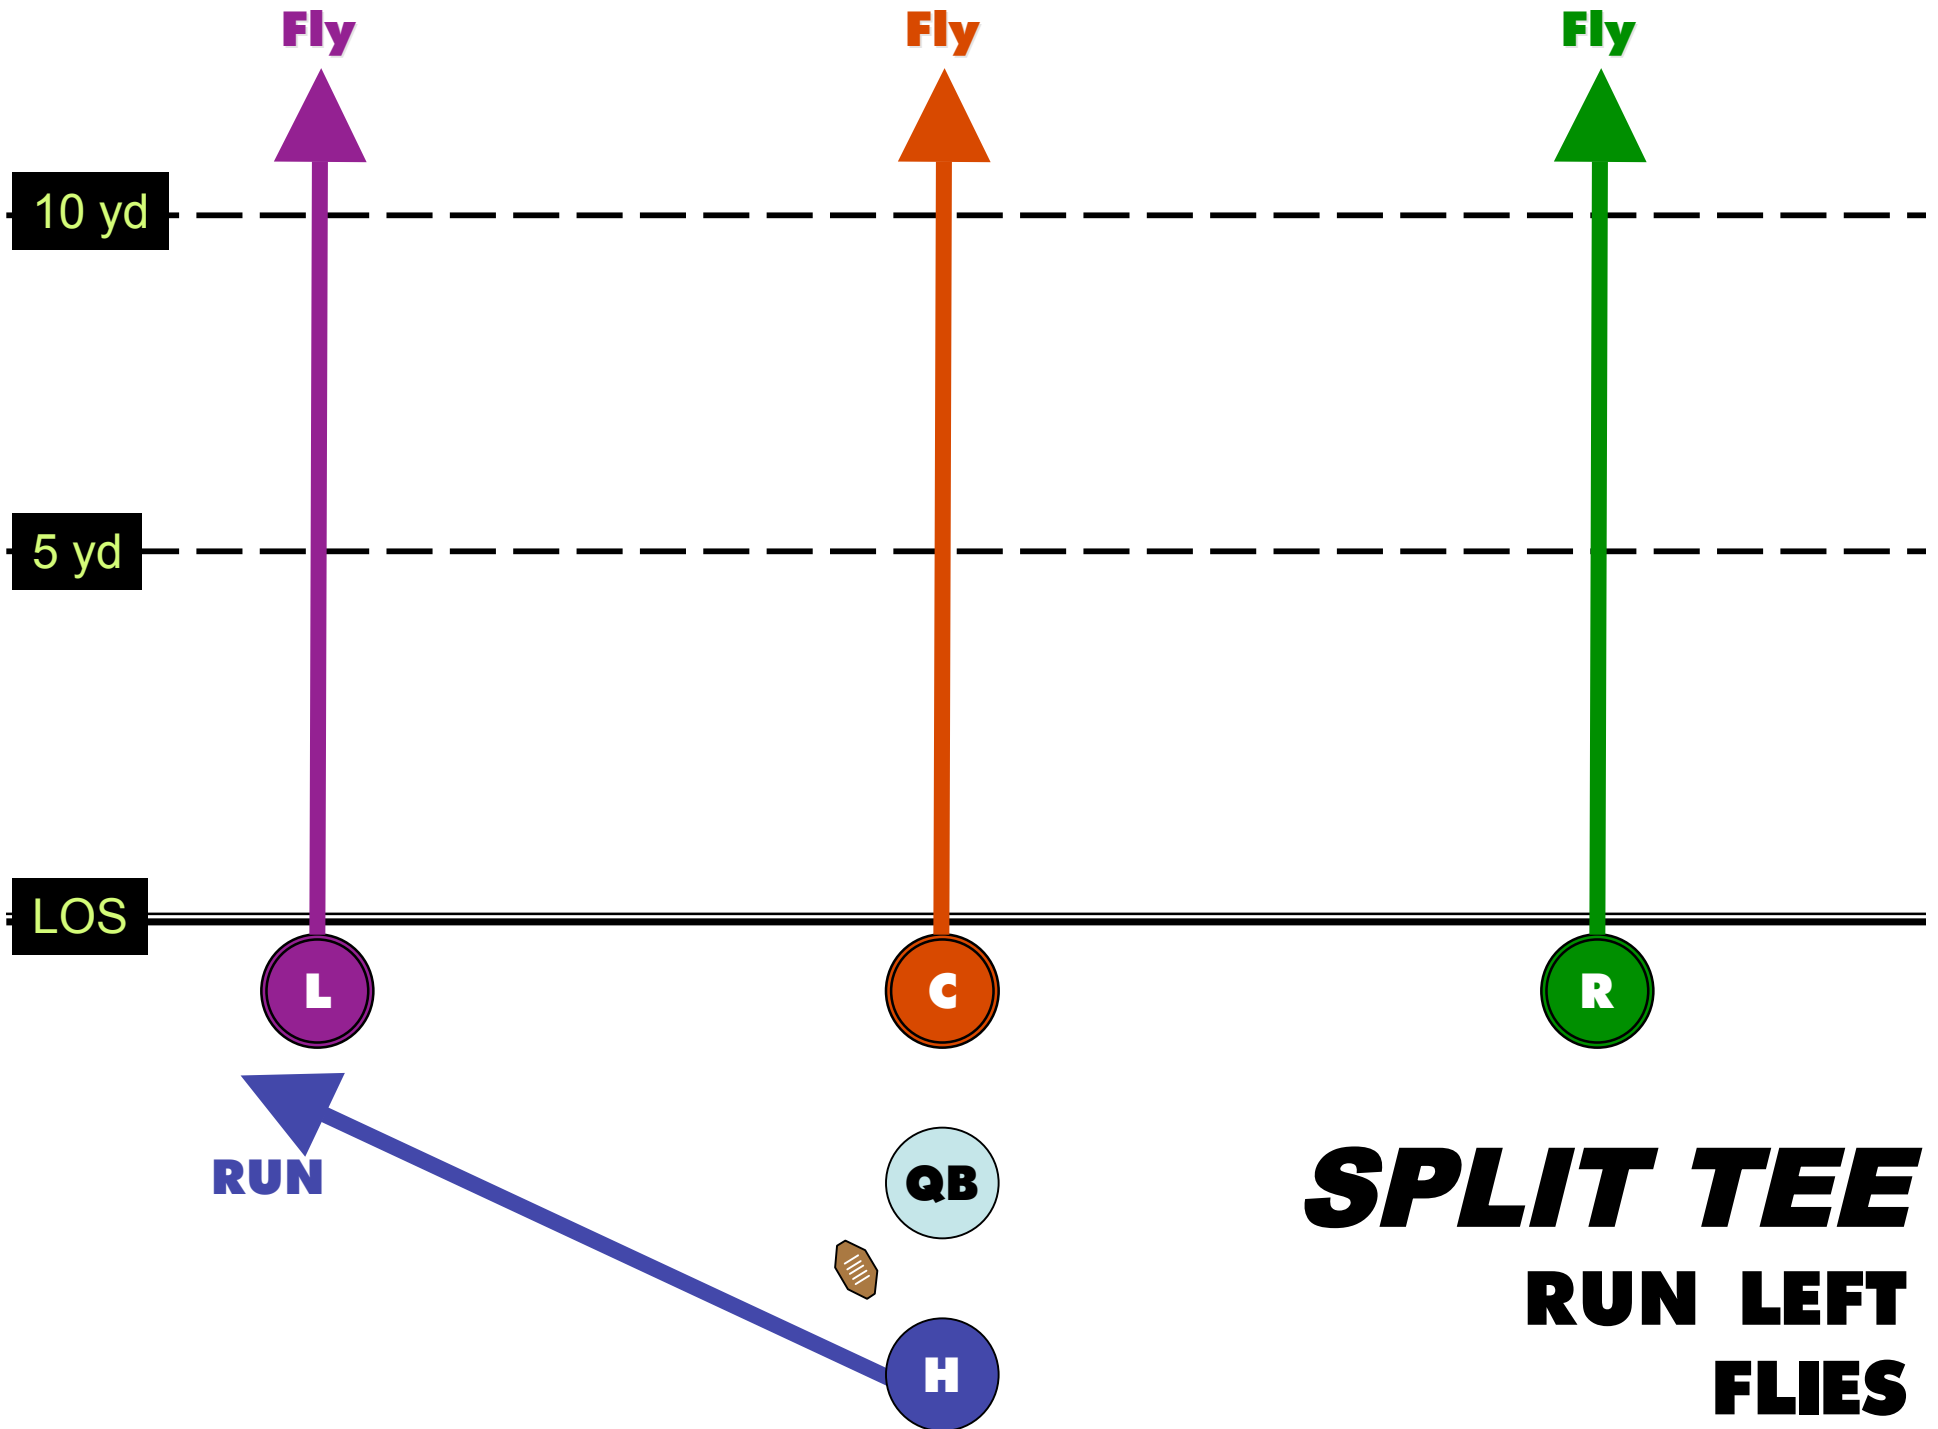 Fly Fly Fly
10 yd
5 yd
LOS
L C R
RUN
QB
H
SPLIT TEE
RUN LEFT
FLIES